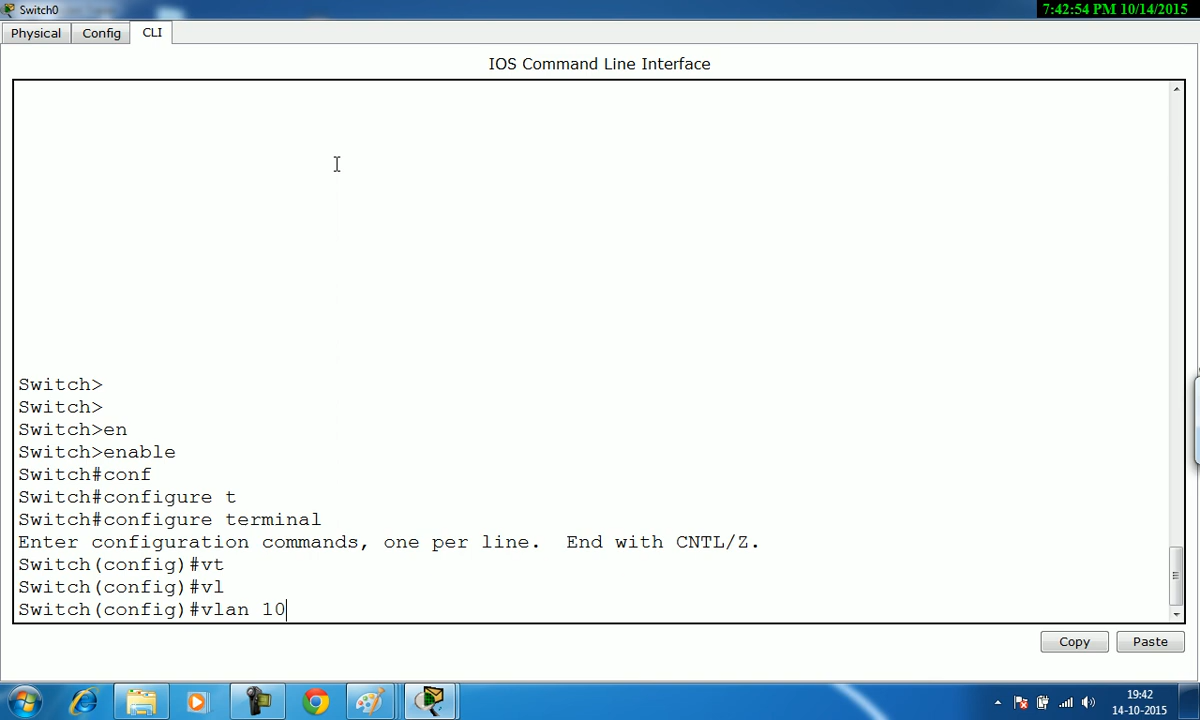 Switch0
7:42:54 PM 10/14/2015
Physical Config CLI
IOS Command Line Interface
Switch>
Switch>
Switch>en
Switch>enable
Switch#conf
Switch#configure t
Switch#configure terminal
Enter configuration commands, one per line.  End with CNTL/Z.
Switch(config)#vt
Switch(config)#vl
Switch(config)#vlan 10
Copy Paste
19:42
14-10-2015